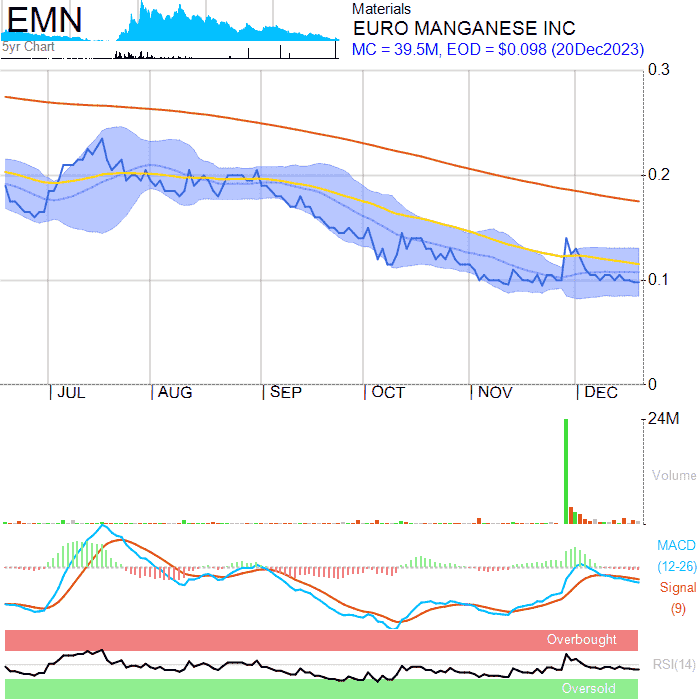 EMN
5yr Chart
Materials
EURO MANGANESE INC
MC = 39.5M, EOD = $0.098 (20Dec2023)
0.3
0.2
0.1
0
JUL AUG SEP OCT NOV DEC
24M
Volume
MACD
(12-26)
Signal
(9)
Overbought
RSI(14)
Oversold